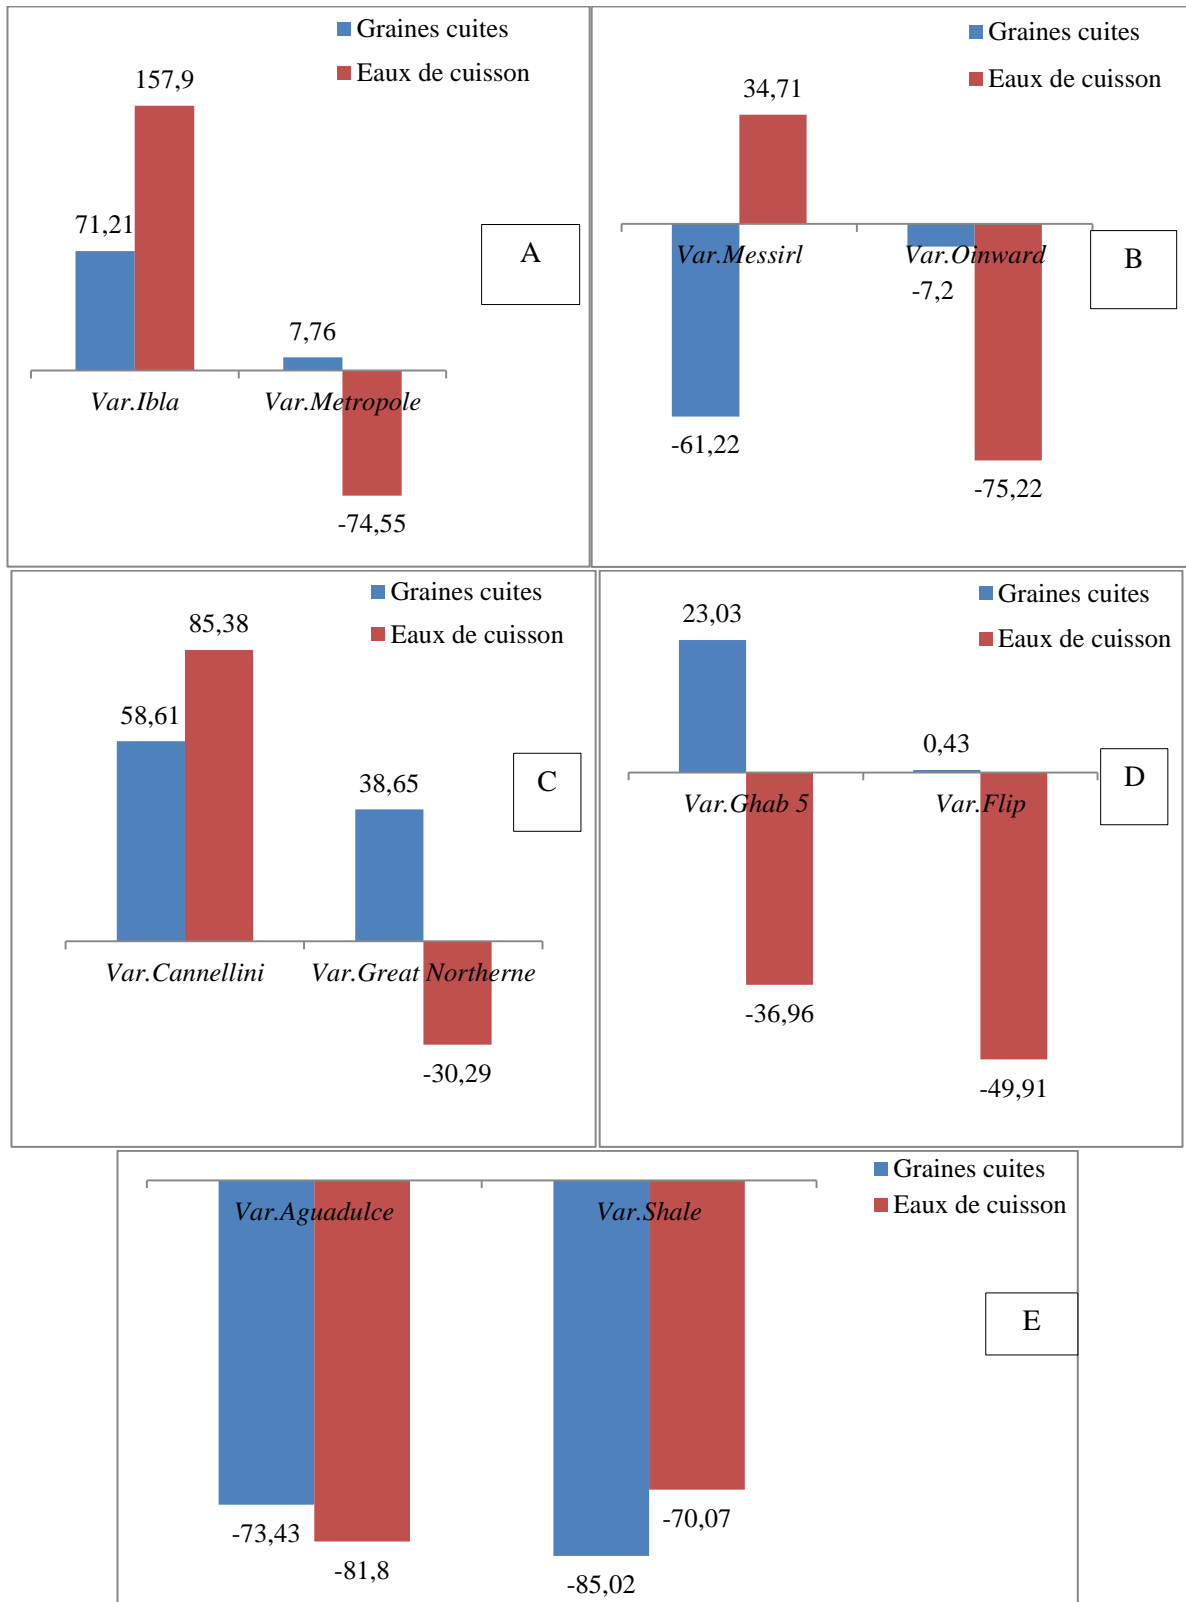 Graines cuites
Eaux de cuisson
157,9
71,21
A
7,76
Var.Ibla
Var.Metropole
-74,55
Graines cuites
Eaux de cuisson
34,71
Var.Messirl
Var.Oinward
B
-7,2
-61,22
-75,22
Graines cuites
Eaux de cuisson
85,38
58,61
38,65
C
Var.Cannellini
Var.Great Northerne
-30,29
Graines cuites
Eaux de cuisson
23,03
0,43
D
Var.Ghab 5
Var.Flip
-36,96
-49,91
Graines cuites
Eaux de cuisson
Var.Aguadulce
Var.Shale
E
-73,43
-70,07
-81,8
-85,02